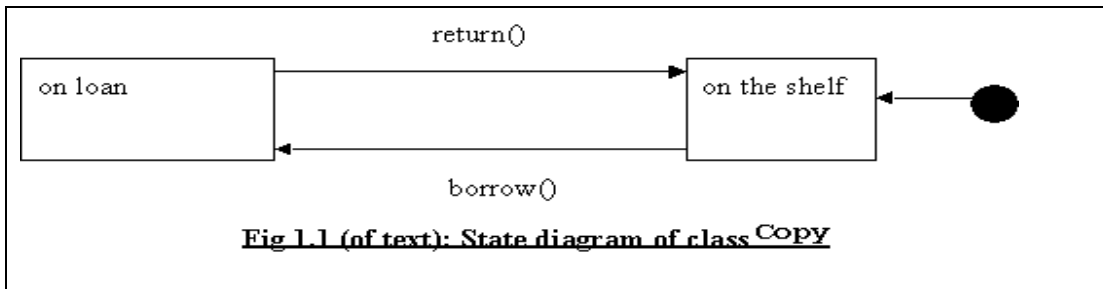 return()
on loan
on the shelf
borrow()
Fig 1.1 (of text): State diagram of class Copy